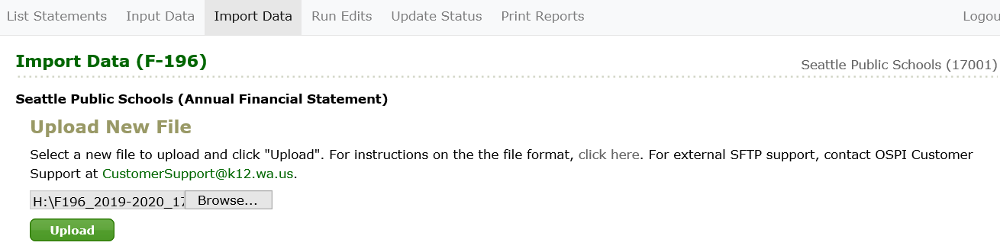 List Statements Input Data Import Data Run Edits Update Status Print Reports Logou
Import Data (F-196)
Seattle Public Schools (17001)
Seattle Public Schools (Annual Financial Statement)
Upload New File
Select a new file to upload and click "Upload". For instructions on the the file format, click here. For external SFTP support, contact OSPI Customer
Support at CustomerSupport@k12.wa.us.
H:\F196_2019-2020_17 Browse...
Upload